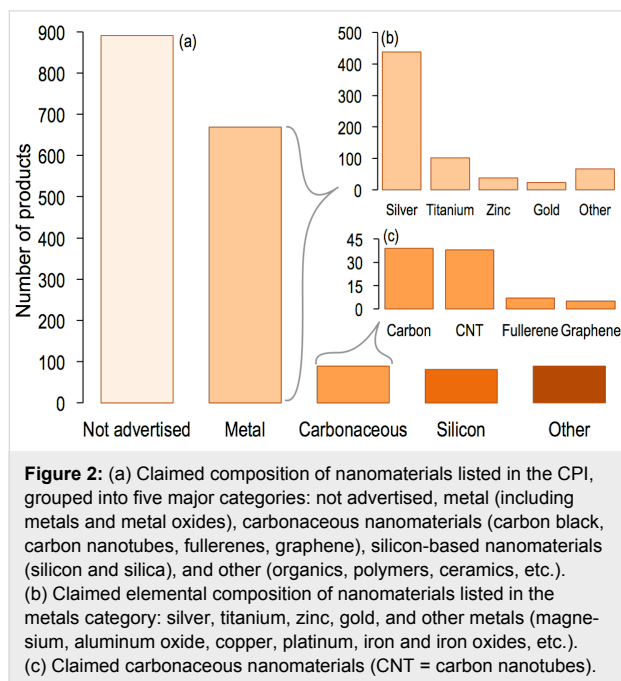 900
800
700
600
500
400
300
200
100
0
Number of products
(a)
(b)
500
400
300
200
100
0
Silver Titanium Zinc Gold Other
(c)
45
30
15
0
Carbon CNT Fullerene Graphene
Not advertised Metal Carbonaceous Silicon Other
Figure 2: (a) Claimed composition of nanomaterials listed in the CPI,
grouped into five major categories: not advertised, metal (including
metals and metal oxides), carbonaceous nanomaterials (carbon black,
carbon nanotubes, fullerenes, graphene), silicon-based nanomaterials
(silicon and silica), and other (organics, polymers, ceramics, etc.).
(b) Claimed elemental composition of nanomaterials listed in the
metals category: silver, titanium, zinc, gold, and other metals (magne-
sium, aluminum oxide, copper, platinum, iron and iron oxides, etc.).
(c) Claimed carbonaceous nanomaterials (CNT = carbon nanotubes).